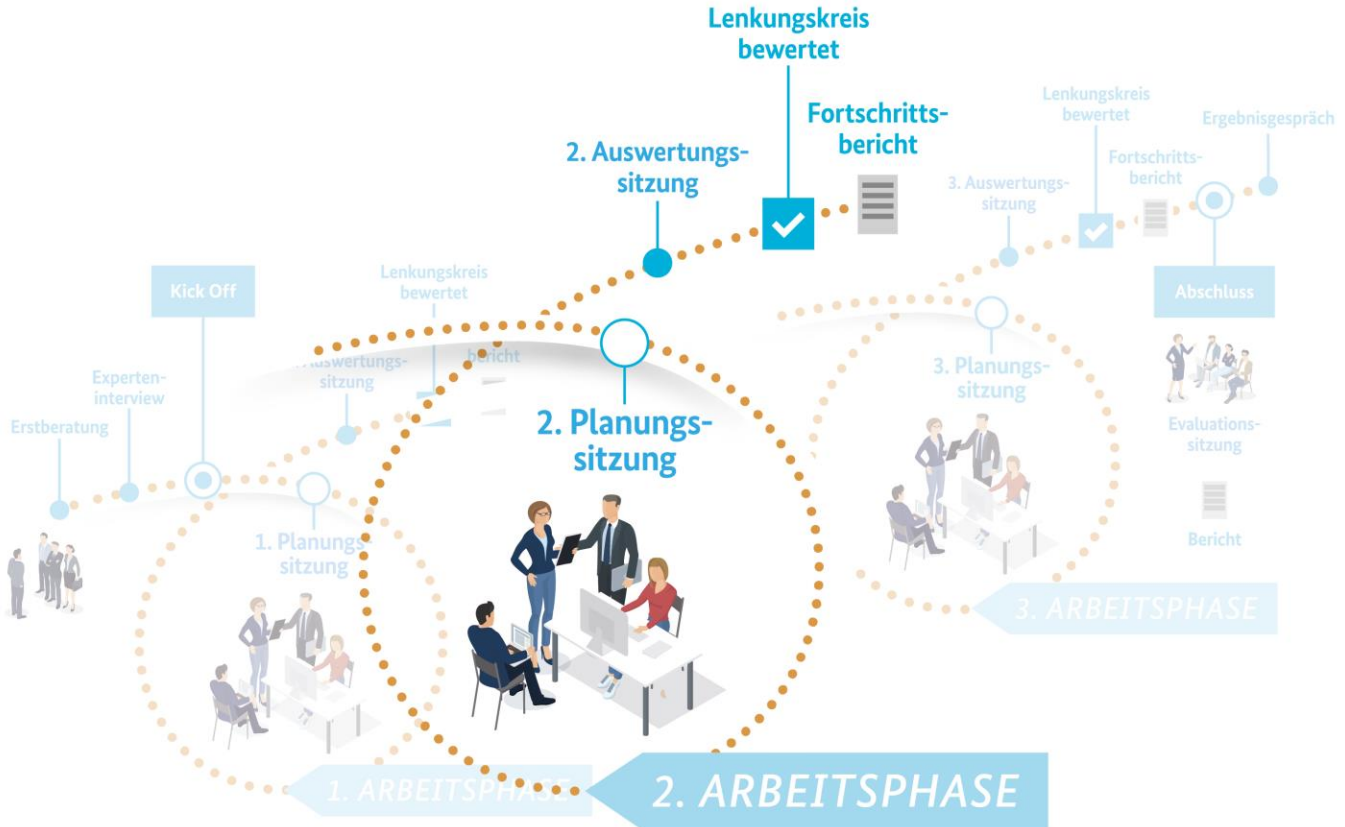 Lenkungskreis
bewertet
Fortschritts-
bericht
2. Auswertungs-
sitzung
Lenkungskreis
bewertet
Ergebnisgespräch
Fortschritts-
bericht
3. Auswertungs-
sitzung
Kick Off
Lenkungskreis
bewertet
Abschluss
bericht
Auswertungs-
sitzung
Experten-
interview
Erstberatung
2. Planungs-
sitzung
3. Planungs-
sitzung
Evaluations-
sitzung
1. Planungs-
sitzung
Bericht
3. ARBEITSPHASE
1. ARBEITSPHASE
2. ARBEITSPHASE